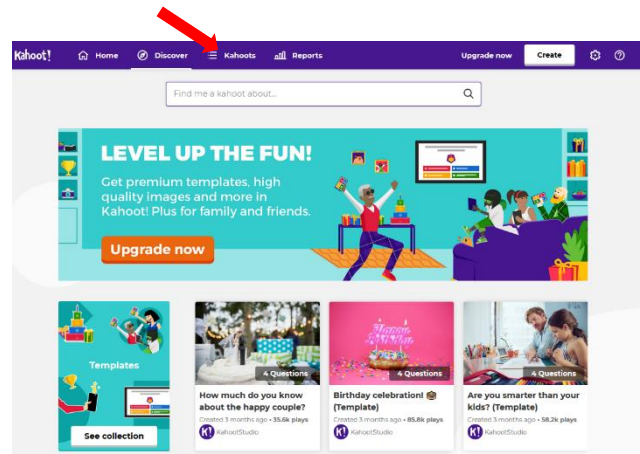 Kahoot! Home Discover Kahoots Reports Upgrade now Create
Find me a kahoot about...
LEVEL UP THE FUN!
Get premium templates, high
quality images and more in
Kahoot! Plus for family and friends.
Upgrade now
Templates
See collection
4 Questions
How much do you know
about the happy couple?
Created 3 months ago • 35.6k plays
K! KahootStudio
Happy
Birthday
4 Questions
Birthday celebration!
(Template)
Created 3 months ago • 85.8k plays
K! KahootStudio
4 Questions
Are you smarter than your
kids? (Template)
Created 3 months ago • 58.2k plays
K! KahootStudio